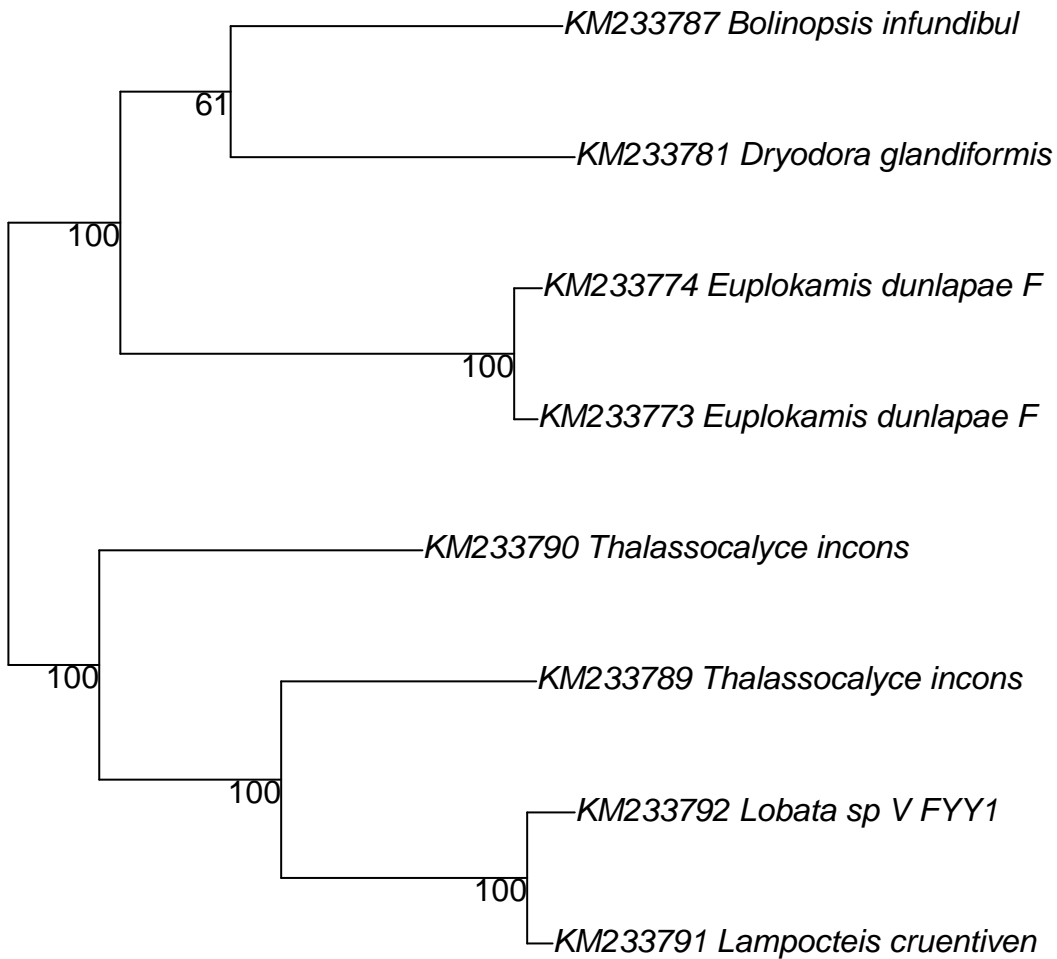 KM233787 Bolinopsis infundibul
61
KM233781 Dryodora glandiformis
100
KM233774 Euplokamis dunlapae F
100
KM233773 Euplokamis dunlapae F
KM233790 Thalassocalyce incons
100
KM233789 Thalassocalyce incons
100
KM233792 Lobata sp V FYY1
100
KM233791 Lampocteis cruentiven